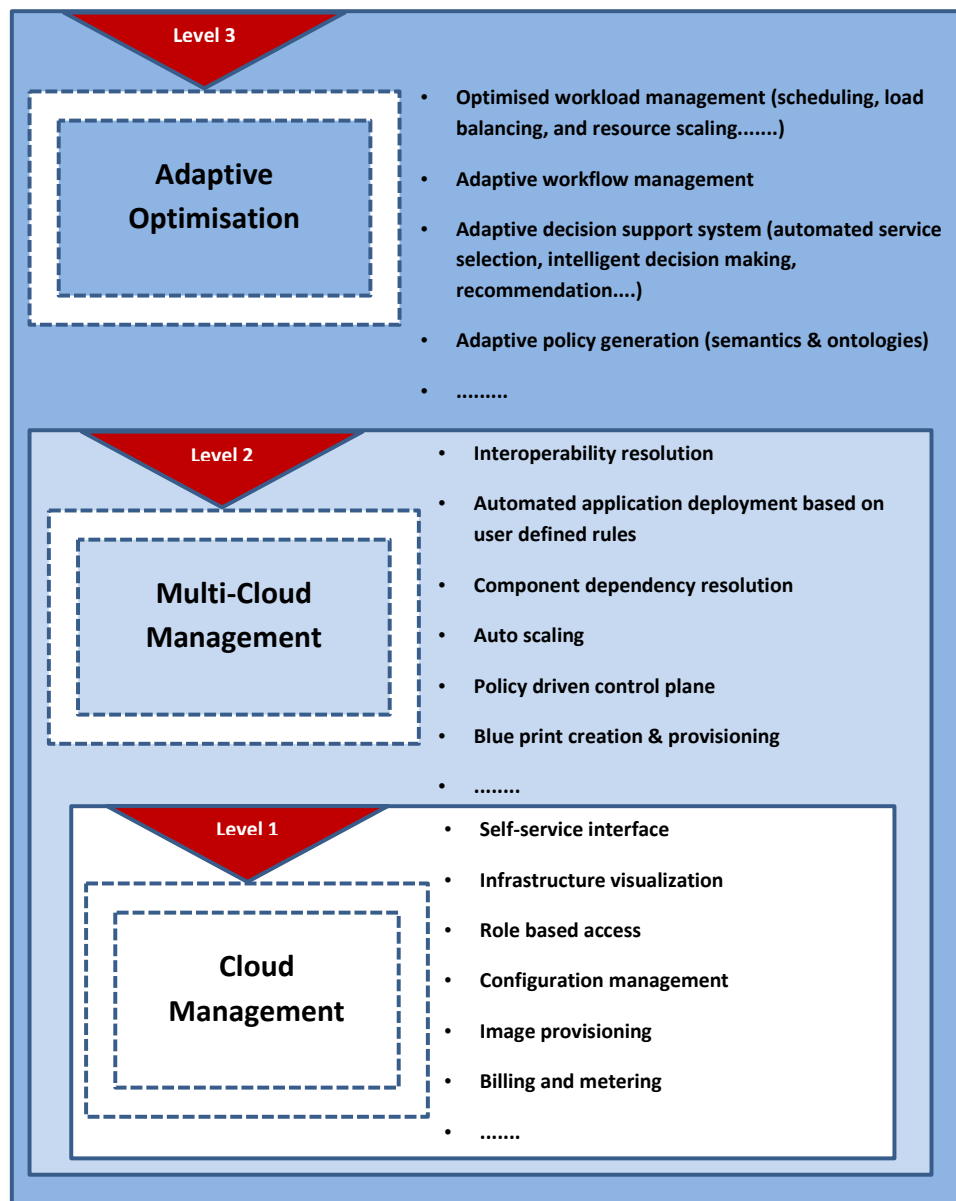 Level 3
Adaptive
Optimisation
• Optimised workload management (scheduling, load
balancing, and resource scaling.......)
• Adaptive workflow management
• Adaptive decision support system (automated service
selection, intelligent decision making,
recommendation....)
• Adaptive policy generation (semantics & ontologies)
• .........
Level 2
Multi-Cloud
Management
• Interoperability resolution
• Automated application deployment based on
user defined rules
• Component dependency resolution
• Auto scaling
• Policy driven control plane
• Blue print creation & provisioning
• ........
Level 1
Cloud
Management
• Self-service interface
• Infrastructure visualization
• Role based access
• Configuration management
• Image provisioning
• Billing and metering
• .......